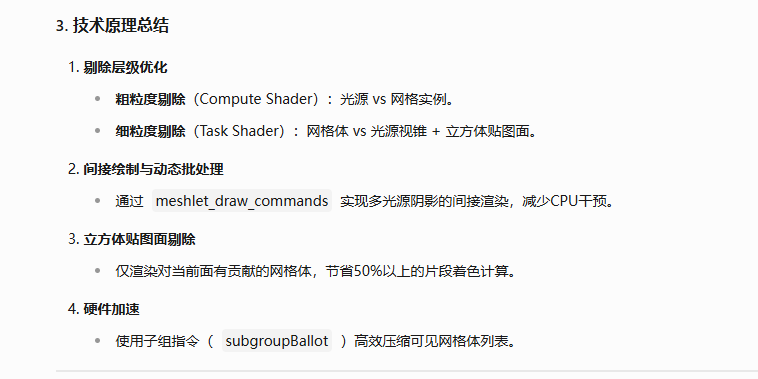 3. 技术原理总结
1. 剔除层级优化
• 粗粒度剔除（Compute Shader）：光源 vs 网格实例。
• 细粒度剔除（Task Shader）：网格体 vs 光源视锥 + 立方体贴图面。
2. 间接绘制与动态批处理
• 通过 meshlet_draw_commands 实现多光源阴影的间接渲染，减少CPU干预。
3. 立方体贴图面剔除
• 仅渲染对当前面有贡献的网格体，节省50%以上的片段着色计算。
4. 硬件加速
• 使用子组指令（ subgroupBallot ）高效压缩可见网格体列表。